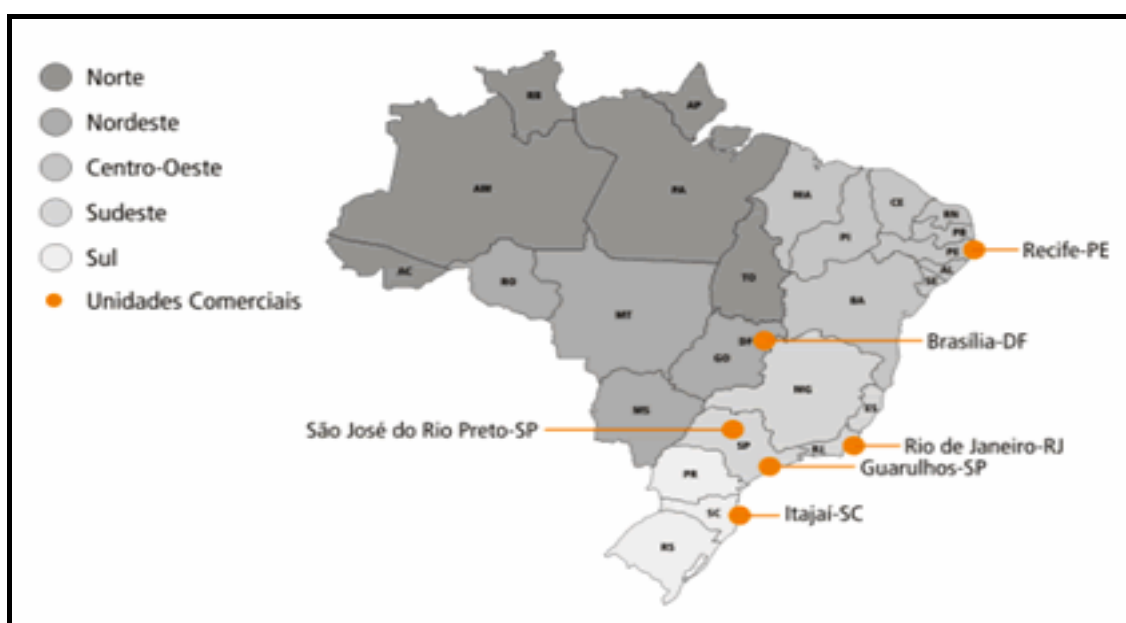 Norte
Nordeste
Centro-Oeste
Sudeste
Sul
Unidades Comerciais
RR
AP
AM
PA
MA
CE
RN
PB
PE
Recife-PE
PI
AL
SE
AC
RO
TO
BA
MT
DF
Brasília-DF
GO
MG
MS
ES
São José do Rio Preto-SP
SP
RJ
Rio de Janeiro-RJ
Guarulhos-SP
PR
SC
Itajaí-SC
RS